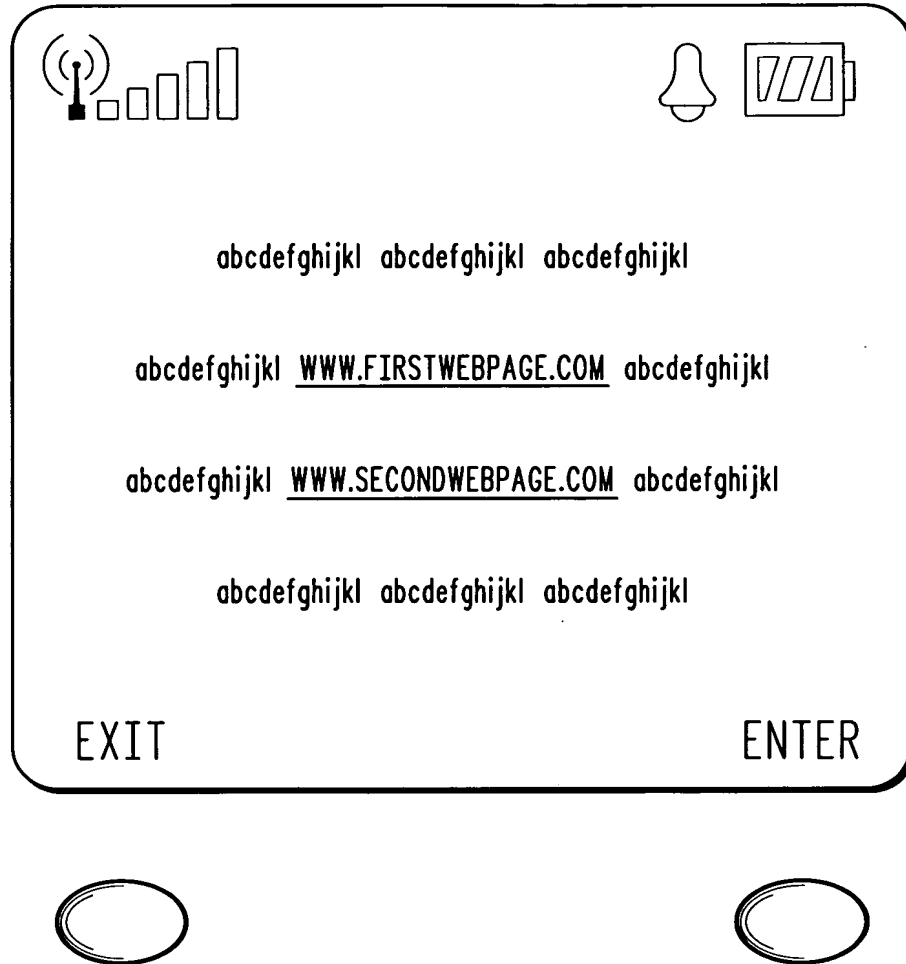 abcdefghijkl abcdefghijkl abcdefghijkl
abcdefghijkl WWW.FIRSTWEBPAGE.COM abcdefghijkl
abcdefghijkl WWW.SECONDWEBPAGE.COM abcdefghijkl
abcdefghijkl abcdefghijkl abcdefghijkl
EXIT ENTER